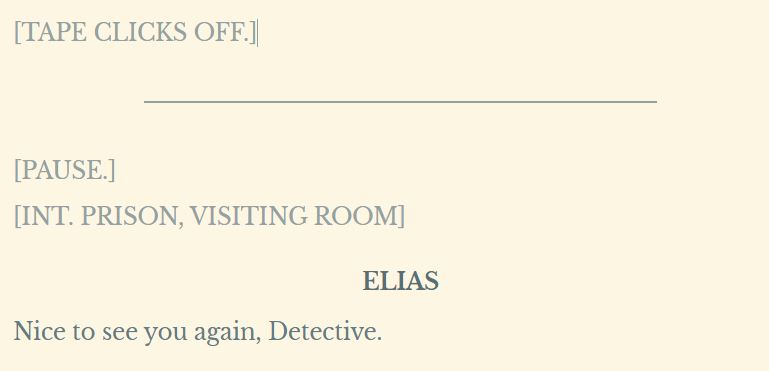 [TAPE CLICKS OFF.]
[PAUSE.]
[INT. PRISON, VISITING ROOM]
ELIAS
Nice to see you again, Detective.